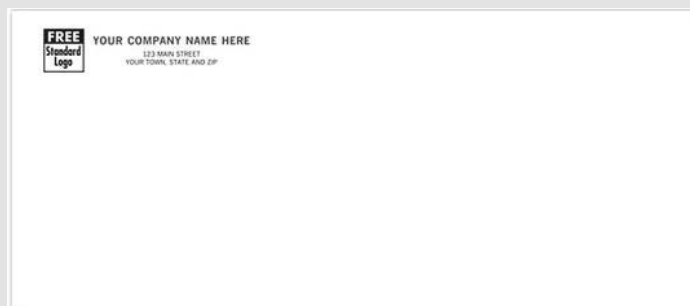 FREE
Standard
Logo
YOUR COMPANY NAME HERE
123 MAIN STREET
YOUR TOWN, STATE AND ZIP